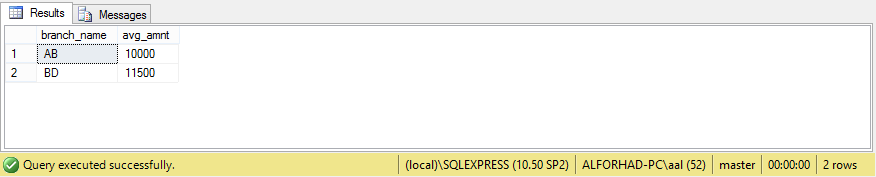 Results Messages
branch_name avg_amnt
1 AB 10000
2 BD 11500
Query executed successfully. (local)\SQLEXPRESS (10.50 SP2) ALFORHAD-PC\aal (52) master 00:00:00 2 rows